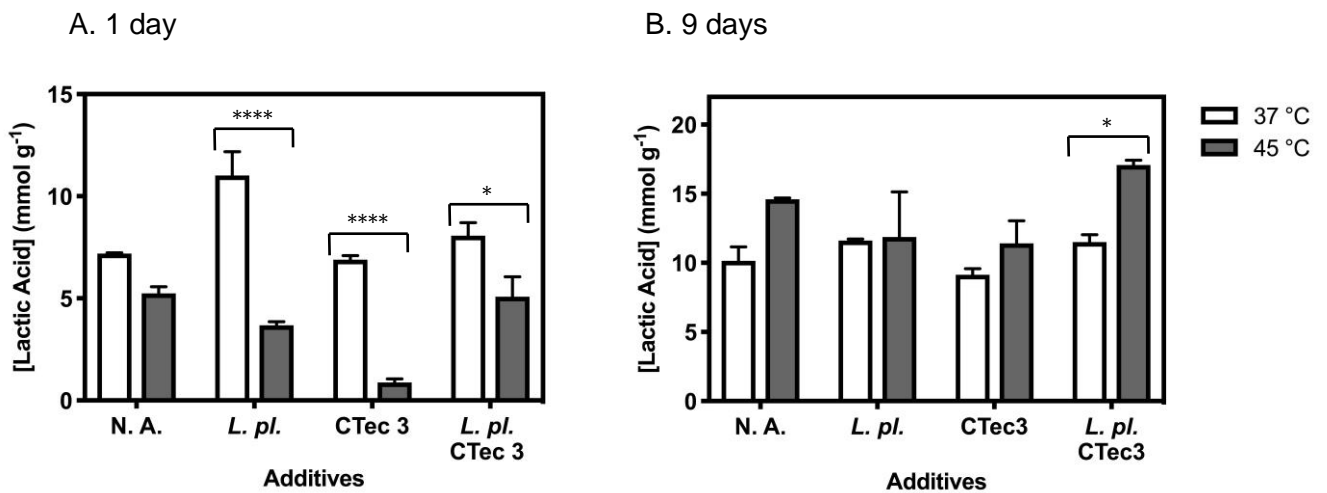 A. 1 day
[Lactic Acid] (mmol g-1)
15
10
5
0
****
****
*
N. A.
L. pl.
CTec 3
L. pl.
CTec 3
Additives
B. 9 days
[Lactic Acid] (mmol g-1)
20
15
10
5
0
*
N. A.
L. pl.
CTec3
L. pl.
CTec3
Additives
37 °C
45 °C